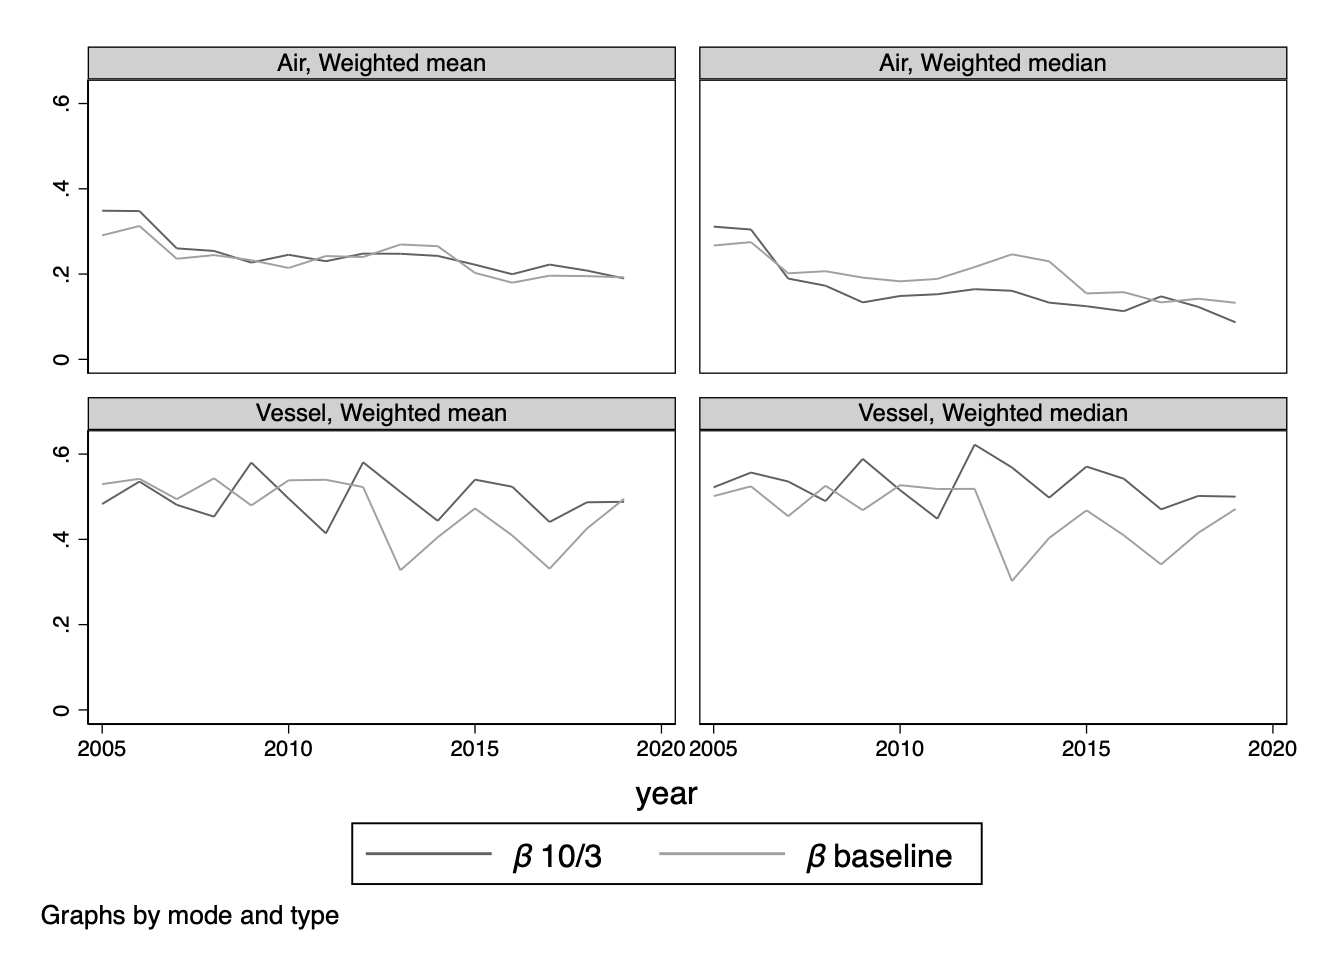 Air, Weighted mean
Air, Weighted median
.6
.4
.2
0
Vessel, Weighted mean
Vessel, Weighted median
.6
.4
.2
0
2005 2010 2015 2020 2005 2010 2015 2020
year
β 10/3 β baseline
Graphs by mode and type